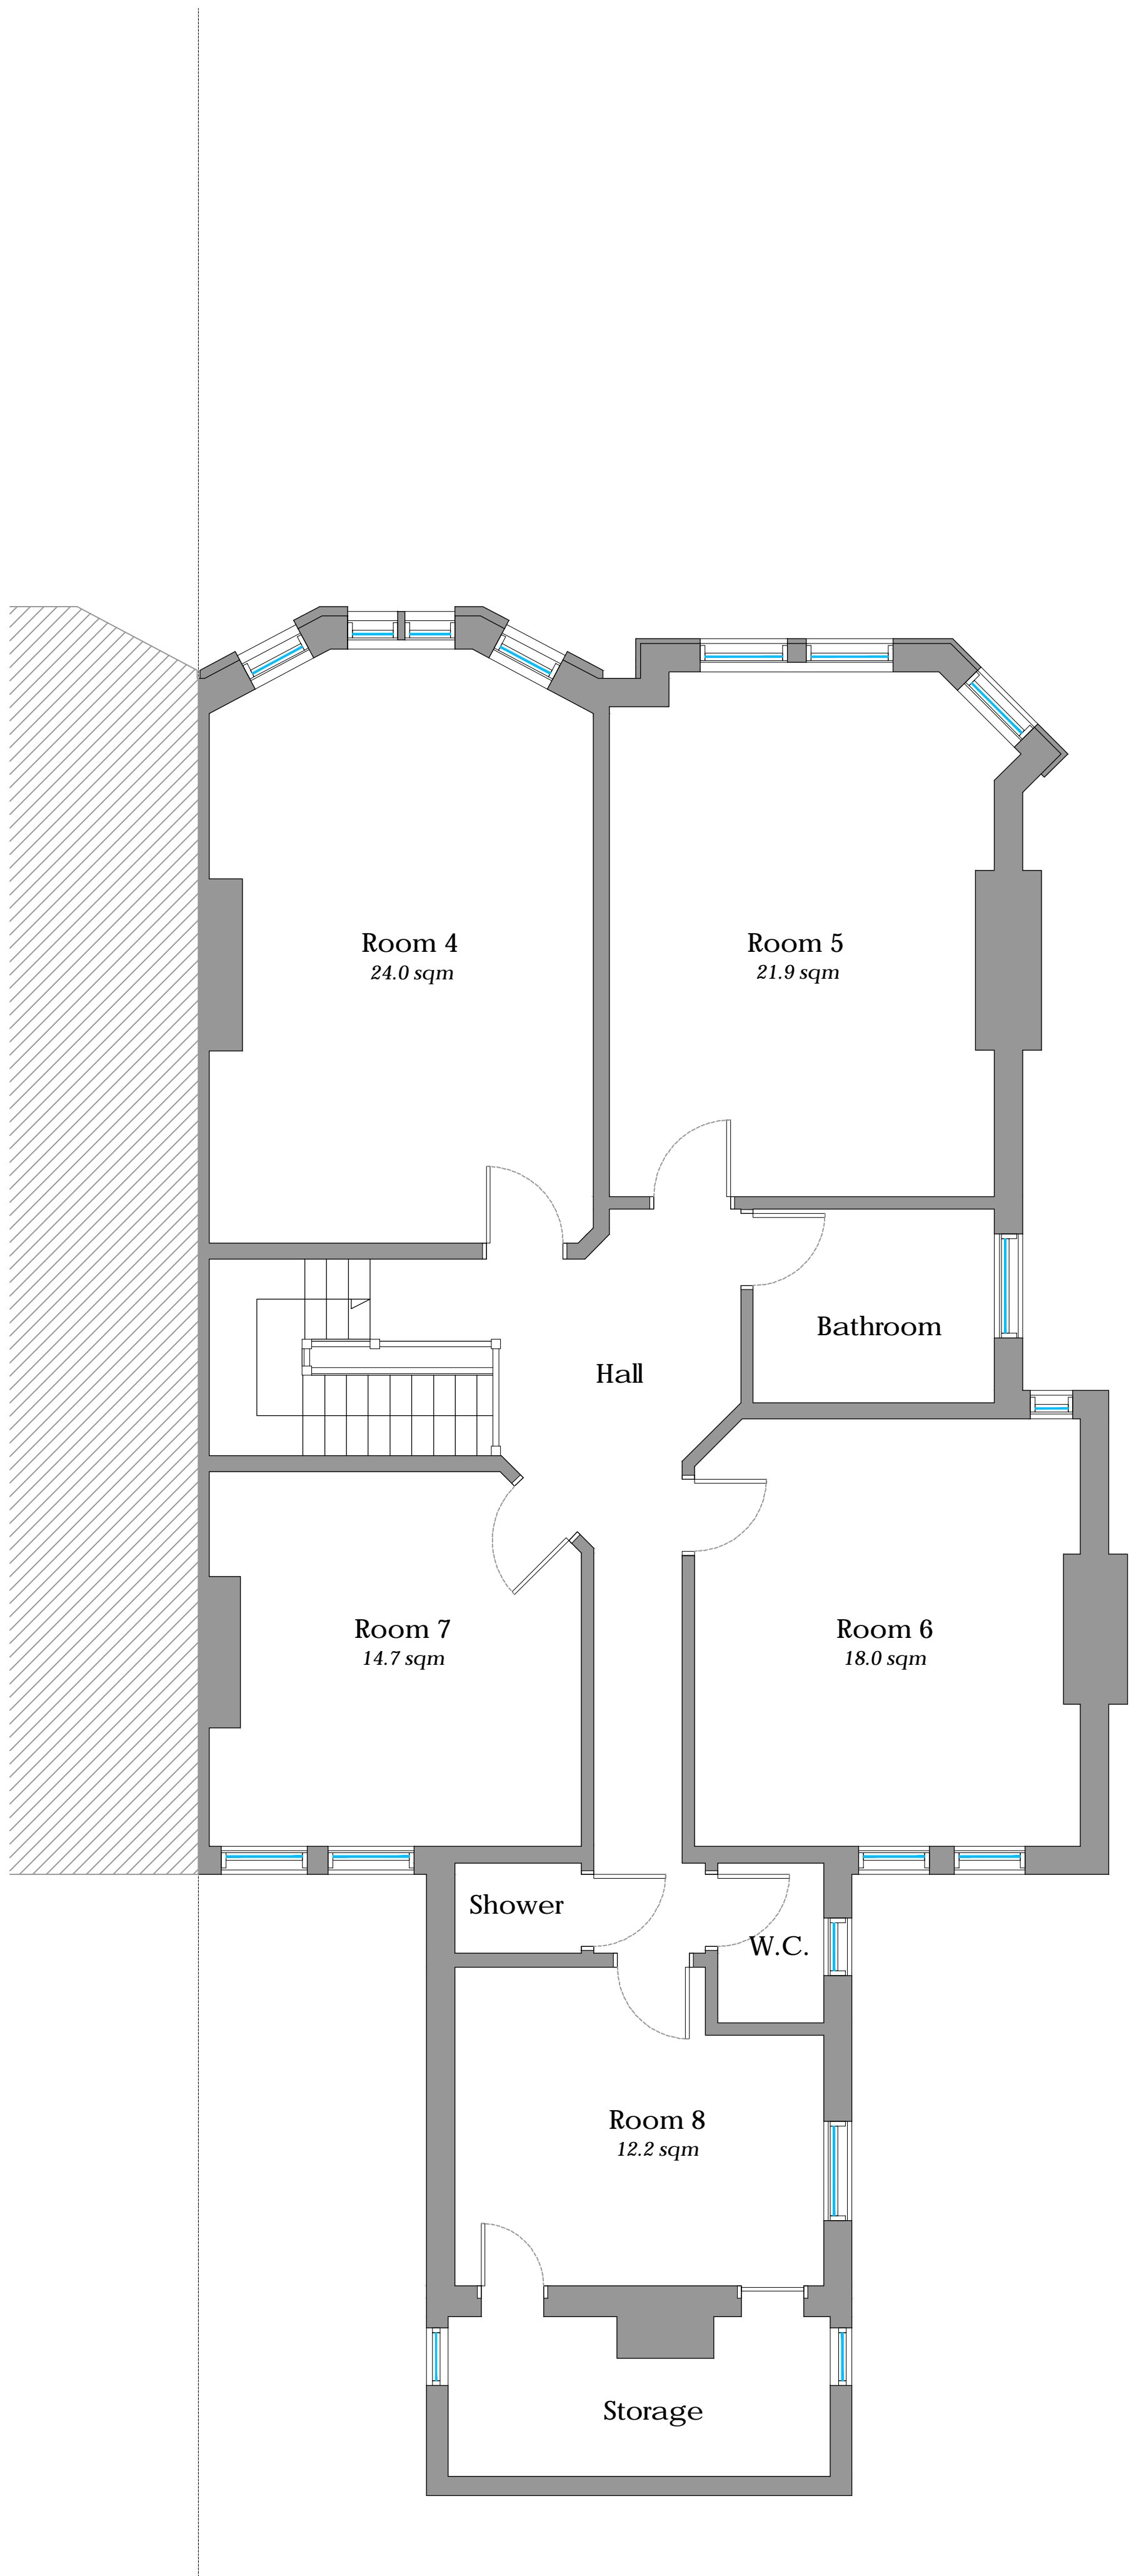 Room 4
24.0 sqm
Room 5
21.9 sqm
Bathroom
Hall
Room 7
14.7 sqm
Room 6
18.0 sqm
Shower
W.C.
Room 8
12.2 sqm
Storage